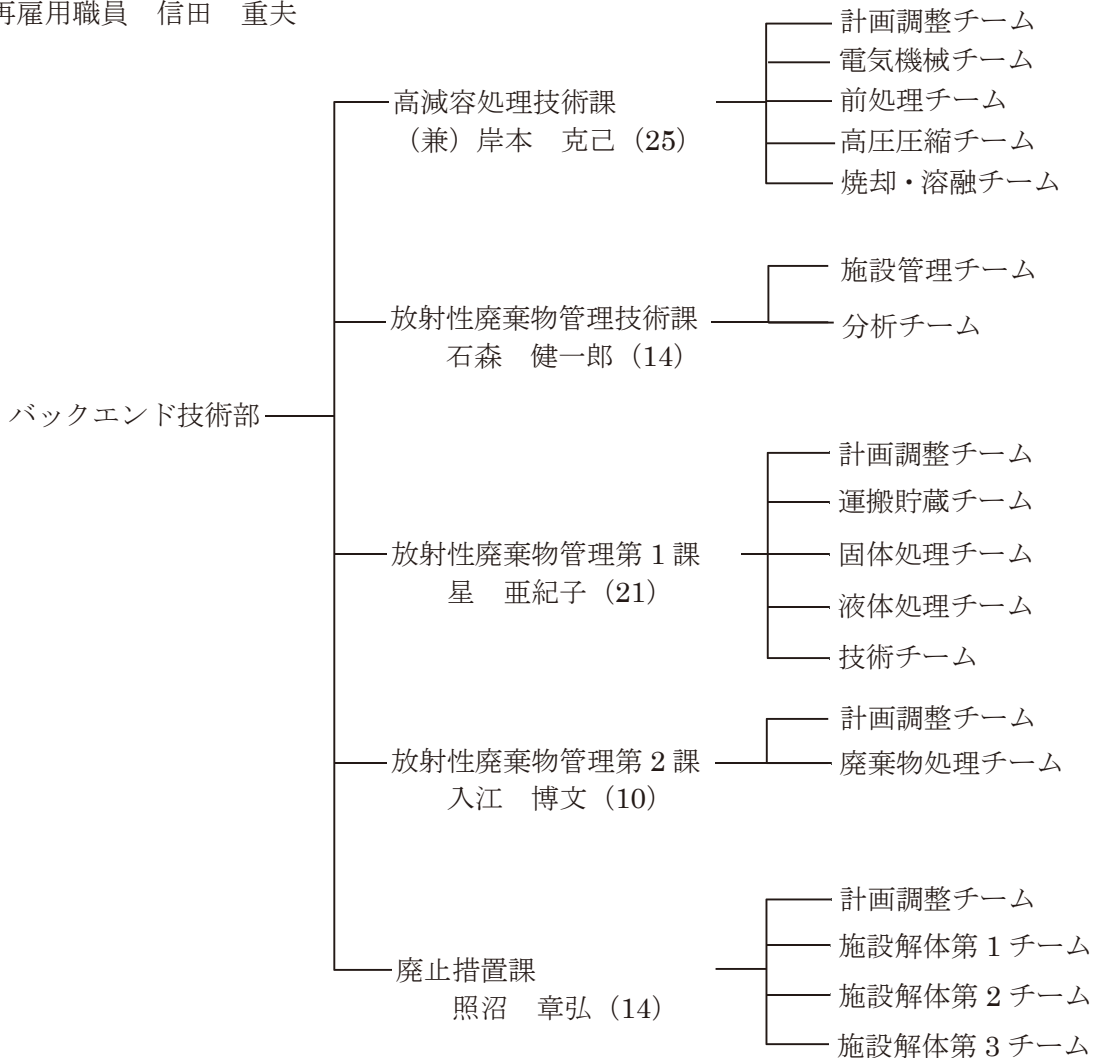 再雇用職員 信田 重夫
バックエンド技術部
高減容処理技術課
（兼）岸本 克己（25）
計画調整チーム
電気機械チーム
前処理チーム
高圧圧縮チーム
焼却・溶融チーム
放射性廃棄物管理技術課
石森 健一郎（14）
施設管理チーム
分析チーム
放射性廃棄物管理第 1 課
星 亜紀子（21）
計画調整チーム
運搬貯蔵チーム
固体処理チーム
液体処理チーム
技術チーム
放射性廃棄物管理第 2 課
入江 博文（10）
計画調整チーム
廃棄物処理チーム
廃止措置課
照沼 章弘（14）
計画調整チーム
施設解体第 1 チーム
施設解体第 2 チーム
施設解体第 3 チーム